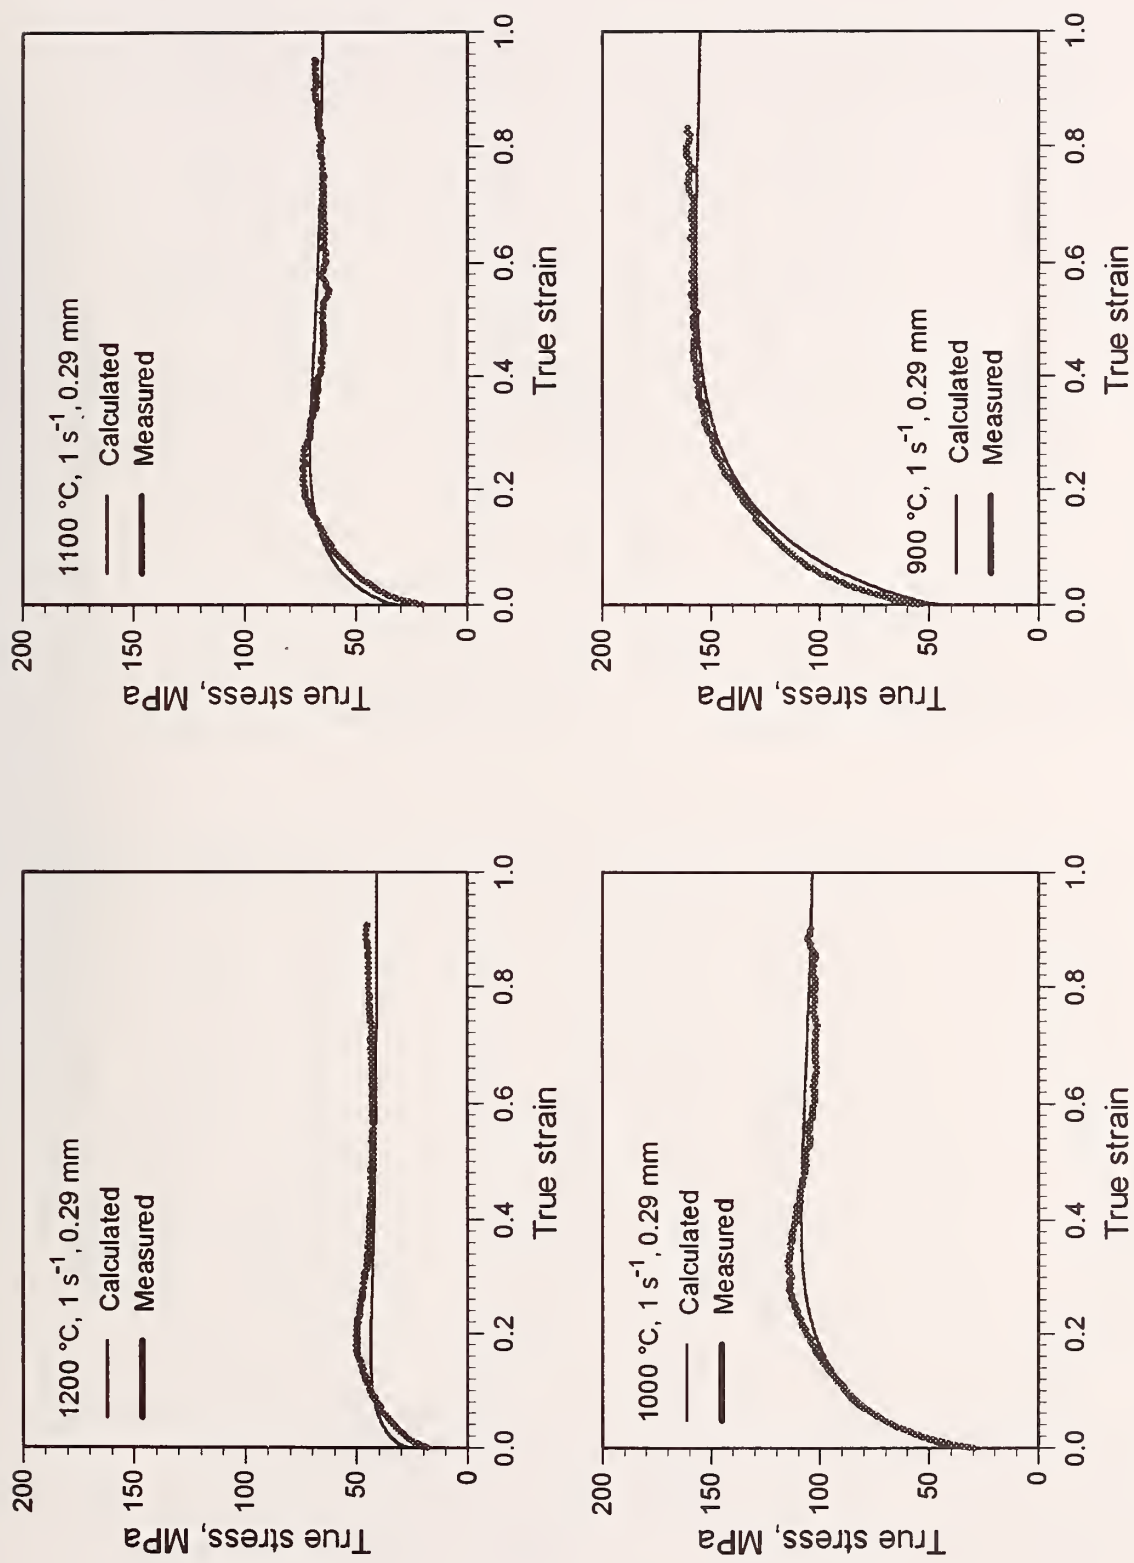 1200 °C, 1 s⁻¹, 0.29 mm
Calculated
Measured
True stress, MPa
200
150
100
50
0
0.0 0.2 0.4 0.6 0.8 1.0
True strain
1100 °C, 1 s⁻¹, 0.29 mm
Calculated
Measured
True stress, MPa
200
150
100
50
0
0.0 0.2 0.4 0.6 0.8 1.0
True strain
1000 °C, 1 s⁻¹, 0.29 mm
Calculated
Measured
True stress, MPa
200
150
100
50
0
0.0 0.2 0.4 0.6 0.8 1.0
True strain
900 °C, 1 s⁻¹, 0.29 mm
Calculated
Measured
True stress, MPa
200
150
100
50
0
0.0 0.2 0.4 0.6 0.8 1.0
True strain